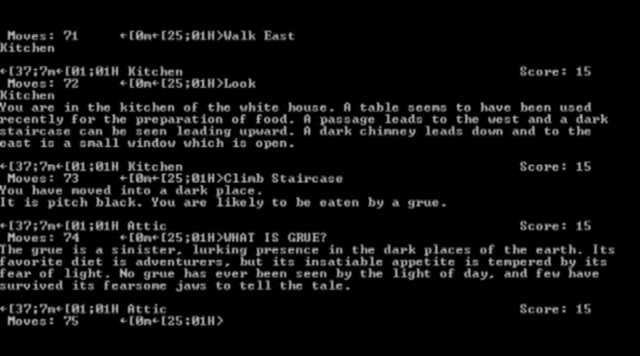 Moves: 71 ←[0m←[25;01H>Walk East
Kitchen
←[37;7m←[01;01H Kitchen Score: 15
Moves: 72 ←[0m←[25;01H>Look
Kitchen
You are in the kitchen of the white house. A table seems to have been used
recently for the preparation of food. A passage leads to the west and a dark
staircase can be seen leading upward. A dark chimney leads down and to the
east is a small window which is open.
←[37;7m←[01;01H Kitchen Score: 15
Moves: 73 ←[0m←[25;01H>Climb Staircase
You have moved into a dark place.
It is pitch black. You are likely to be eaten by a grue.
←[37;7m←[01;01H Attic Score: 15
Moves: 74 ←[0m←[25;01H>WHAT IS GRUE?
The grue is a sinister, lurking presence in the dark places of the earth. Its
favorite diet is adventurers, but its insatiable appetite is tempered by its
fear of light. No grue has ever been seen by the light of day, and few have
survived its fearsome jaws to tell the tale.
←[37;7m←[01;01H Attic Score: 15
Moves: 75 ←[0m←[25;01H>